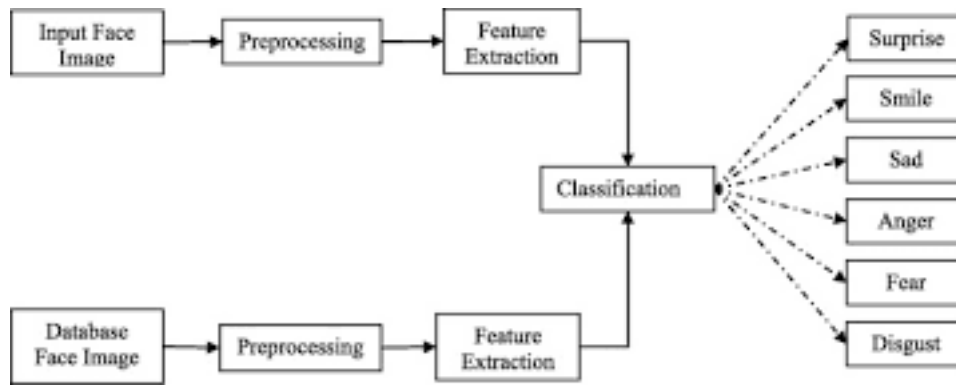 Input Face
Image
Preprocessing
Feature
Extraction
Surprise
Smile
Sad
Classification
Anger
Fear
Disgust
Database
Face Image
Preprocessing
Feature
Extraction